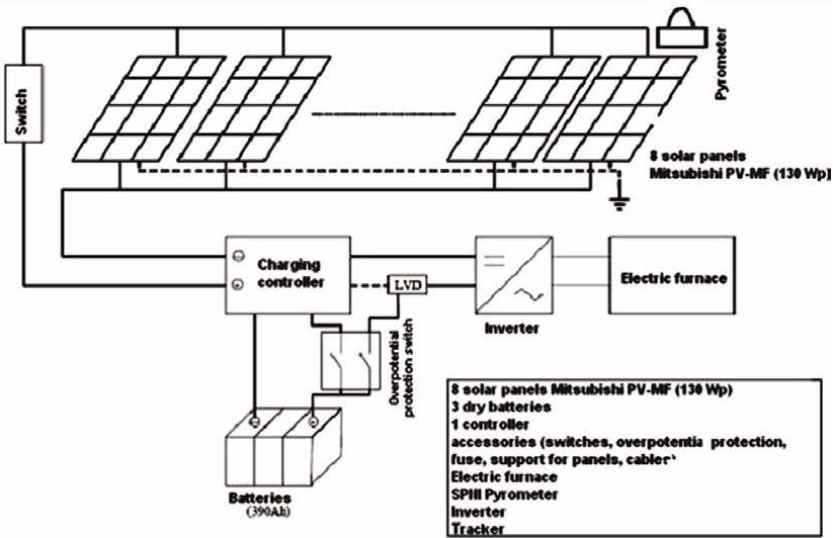 Pyrometer
Switch
8 solar panels
Mitsubishi PV-MF (130 Wp)
Charging
controller
LVD
Inverter
Electric furnace
Overpotential
protection switch
Batteries
(390Ah)
8 solar panels Mitsubishi PV-MF (130 Wp)
3 dry batteries
1 controller
accessories (switches, overpotentia protection,
fuse, support for panels, cabler
Electric furnace
SPIII Pyrometer
Inverter
Tracker